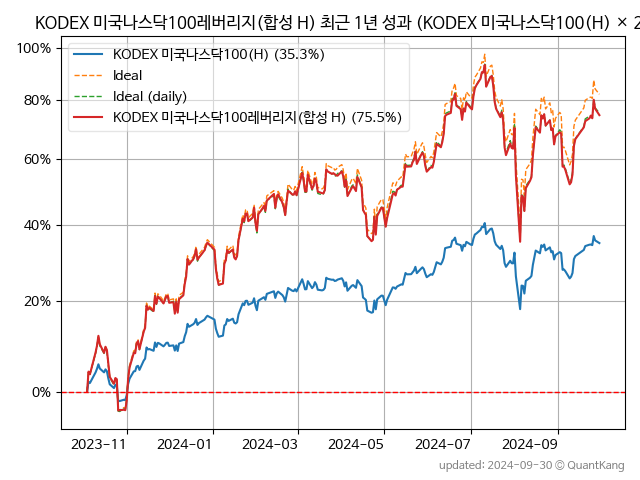 KODEX 미국나스닥100레버리지(합성 H) 최근 1년 성과 (KODEX 미국나스닥100(H) × 2
100%
80%
60%
40%
20%
0%
KODEX 미국나스닥100(H) (35.3%)
Ideal
Ideal (daily)
KODEX 미국나스닥100레버리지(합성 H) (75.5%)
2023-11
2024-01
2024-03
2024-05
2024-07
2024-09
updated: 2024-09-30 © QuantKang